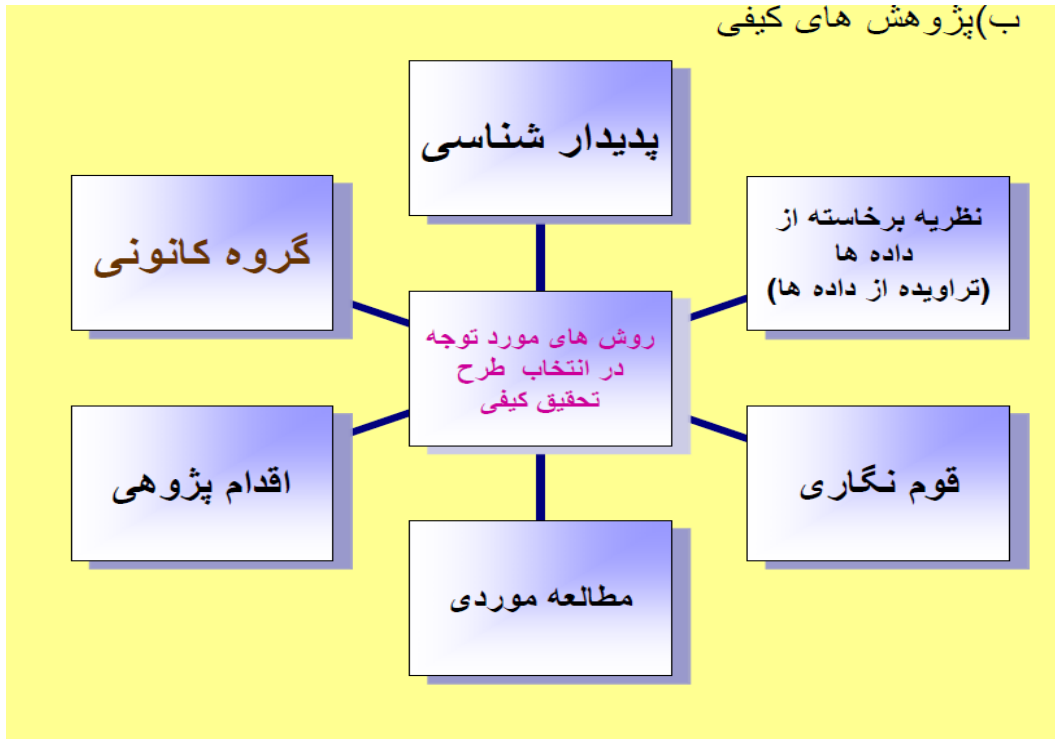 ب)پژوهش های کیفی
پدیدار شناسی
نظریه برخاسته از
داده ها
(تراویده از داده ها)
گروه کانونی
روش های مورد توجه
در انتخاب طرح
تحقیق کیفی
قوم نگاری
اقدام پژوهی
مطالعه موردی